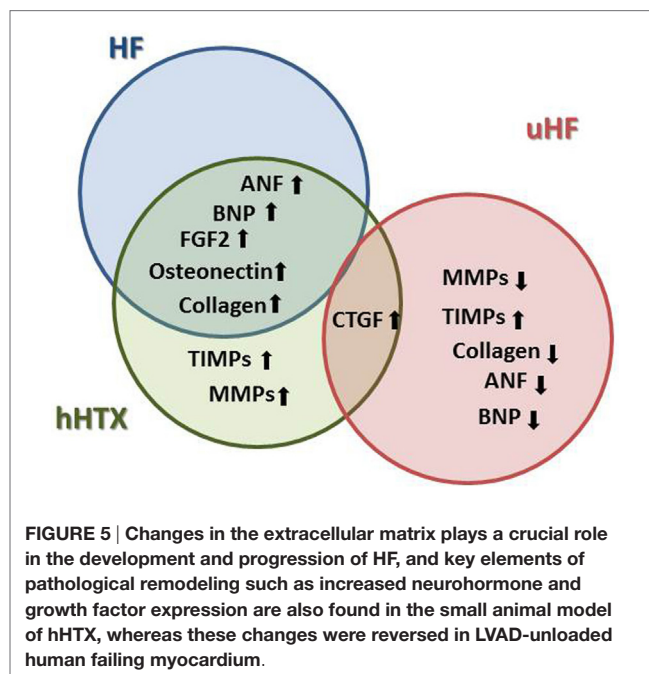 HF
uHF
ANF ⬆
BNP ⬆
FGF2 ⬆
Osteonectin ⬆
Collagen ⬆
CTGF ⬆
TIMPs ⬆
MMPs ⬆
hHTX
MMPs ⬇
TIMPs ⬆
Collagen ⬇
ANF ⬇
BNP ⬇
FIGURE 5 | Changes in the extracellular matrix plays a crucial role
in the development and progression of HF, and key elements of
pathological remodeling such as increased neurohormone and
growth factor expression are also found in the small animal model
of hHTX, whereas these changes were reversed in LVAD-unloaded
human failing myocardium.